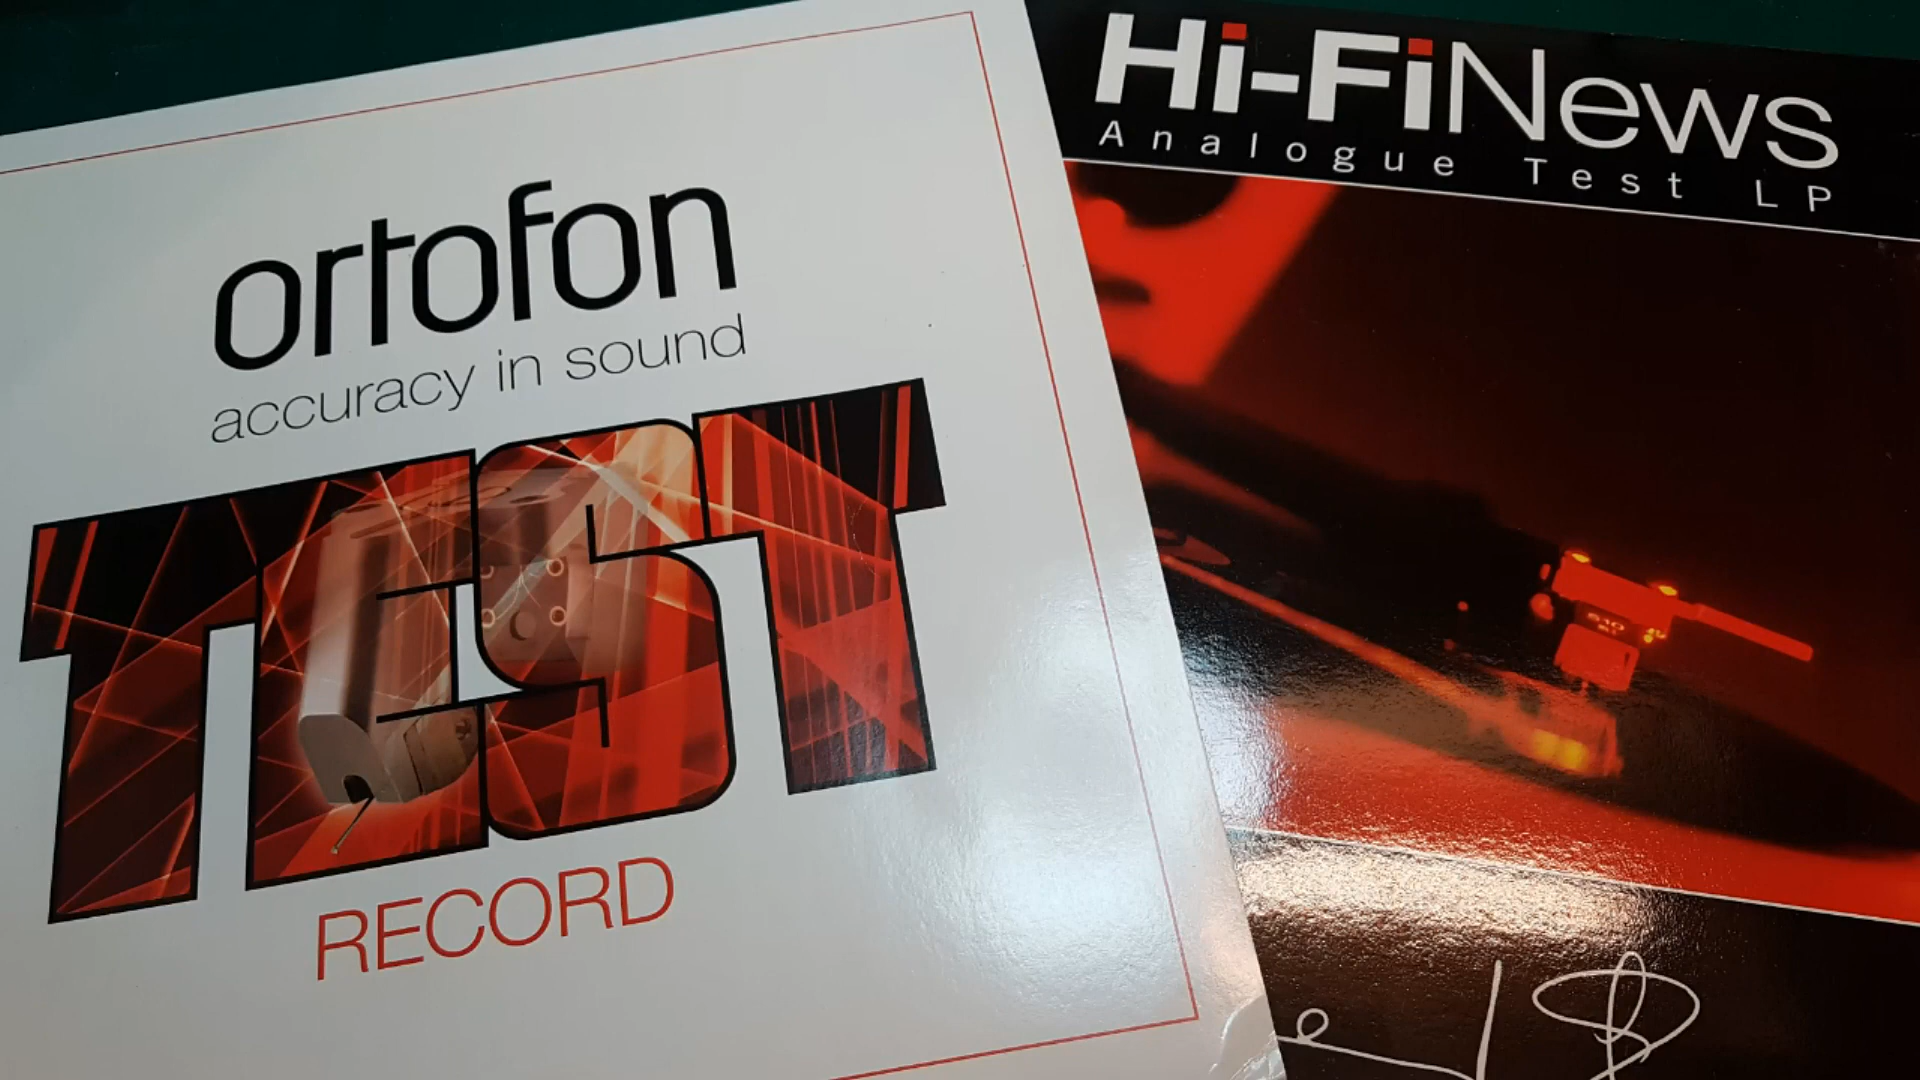 ortofon
accuracy in sound
TEST
RECORD
Hi-FiNews
Analogue Test LP